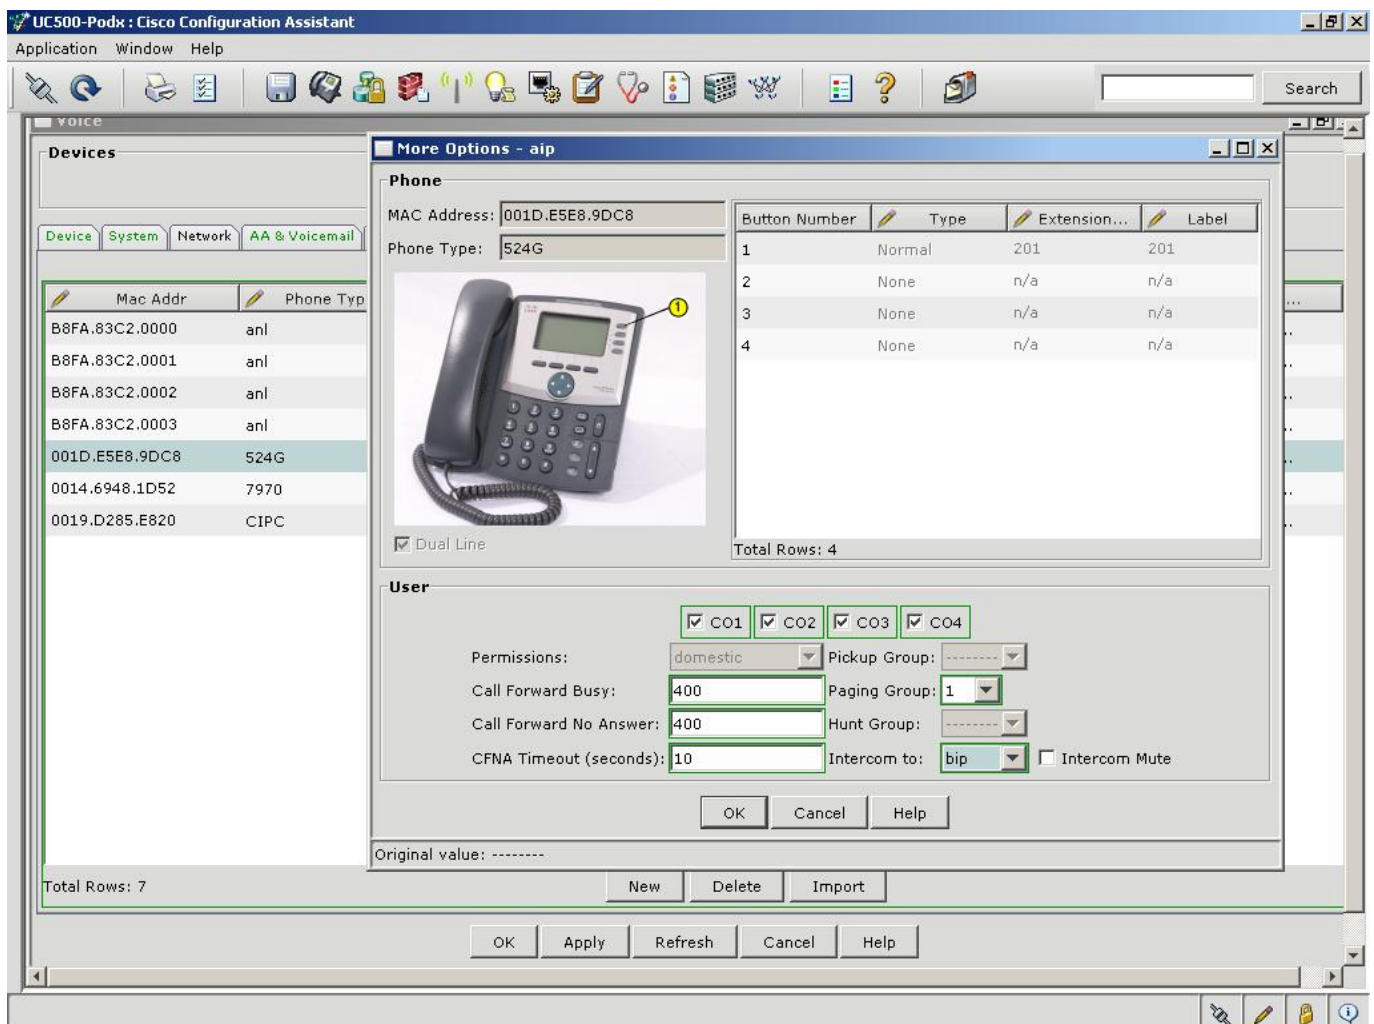 UC500-Podx : Cisco Configuration Assistant
Application Window Help
Search
Voice
Devices
Device System Network AA & Voicemail
Mac Addr Phone Typ
B8FA.83C2.0000 anl
B8FA.83C2.0001 anl
B8FA.83C2.0002 anl
B8FA.83C2.0003 anl
001D.E5E8.9DC8 524G
0014.6948.1D52 7970
0019.D285.E820 CIPC
Total Rows: 7
More Options - aip
Phone
MAC Address: 001D.E5E8.9DC8
Phone Type: 524G
1
Dual Line
Button Number Type Extension... Label
1 Normal 201 201
2 None n/a n/a
3 None n/a n/a
4 None n/a n/a
Total Rows: 4
User
CO1 CO2 CO3 CO4
Permissions: domestic Pickup Group: --------
Call Forward Busy: 400 Paging Group: 1
Call Forward No Answer: 400 Hunt Group: --------
CFNA Timeout (seconds): 10 Intercom to: bip Intercom Mute
OK Cancel Help
Original value: --------
New Delete Import
OK Apply Refresh Cancel Help